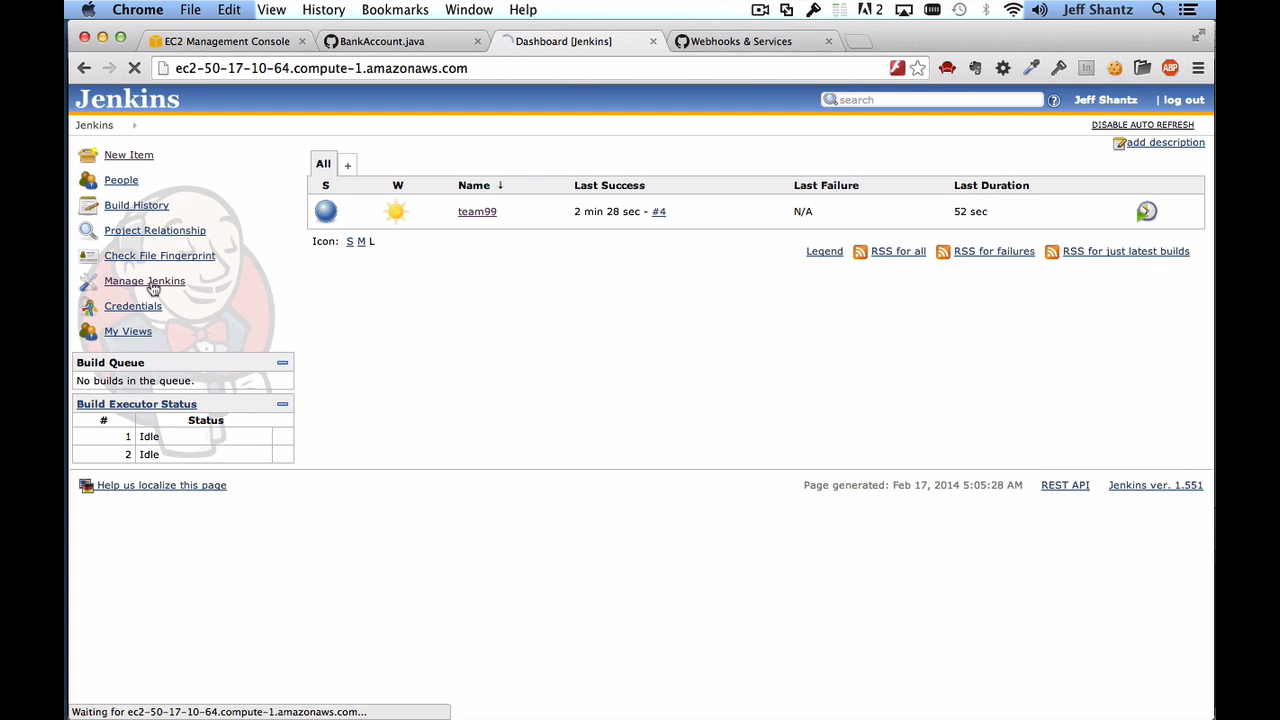 Chrome File Edit View History Bookmarks Window Help 2 Jeff Shantz
EC2 Management Console BankAccount.java Dashboard [Jenkins] Webhooks & Services
ec2-50-17-10-64.compute-1.amazonaws.com ABP
Jenkins search Jeff Shantz | log out
Jenkins DISABLE AUTO REFRESH
add description
New Item
People
Build History
Project Relationship
Check File Fingerprint
Manage Jenkins
Credentials
My Views
All +
S W Name ↓ Last Success Last Failure Last Duration
team99 2 min 28 sec - #4 N/A 52 sec
Icon: S M L
Legend RSS for all RSS for failures RSS for just latest builds
Build Queue
No builds in the queue.
Build Executor Status
# Status
1 Idle
2 Idle
Help us localize this page Page generated: Feb 17, 2014 5:05:28 AM REST API Jenkins ver. 1.551
Waiting for ec2-50-17-10-64.compute-1.amazonaws.com...